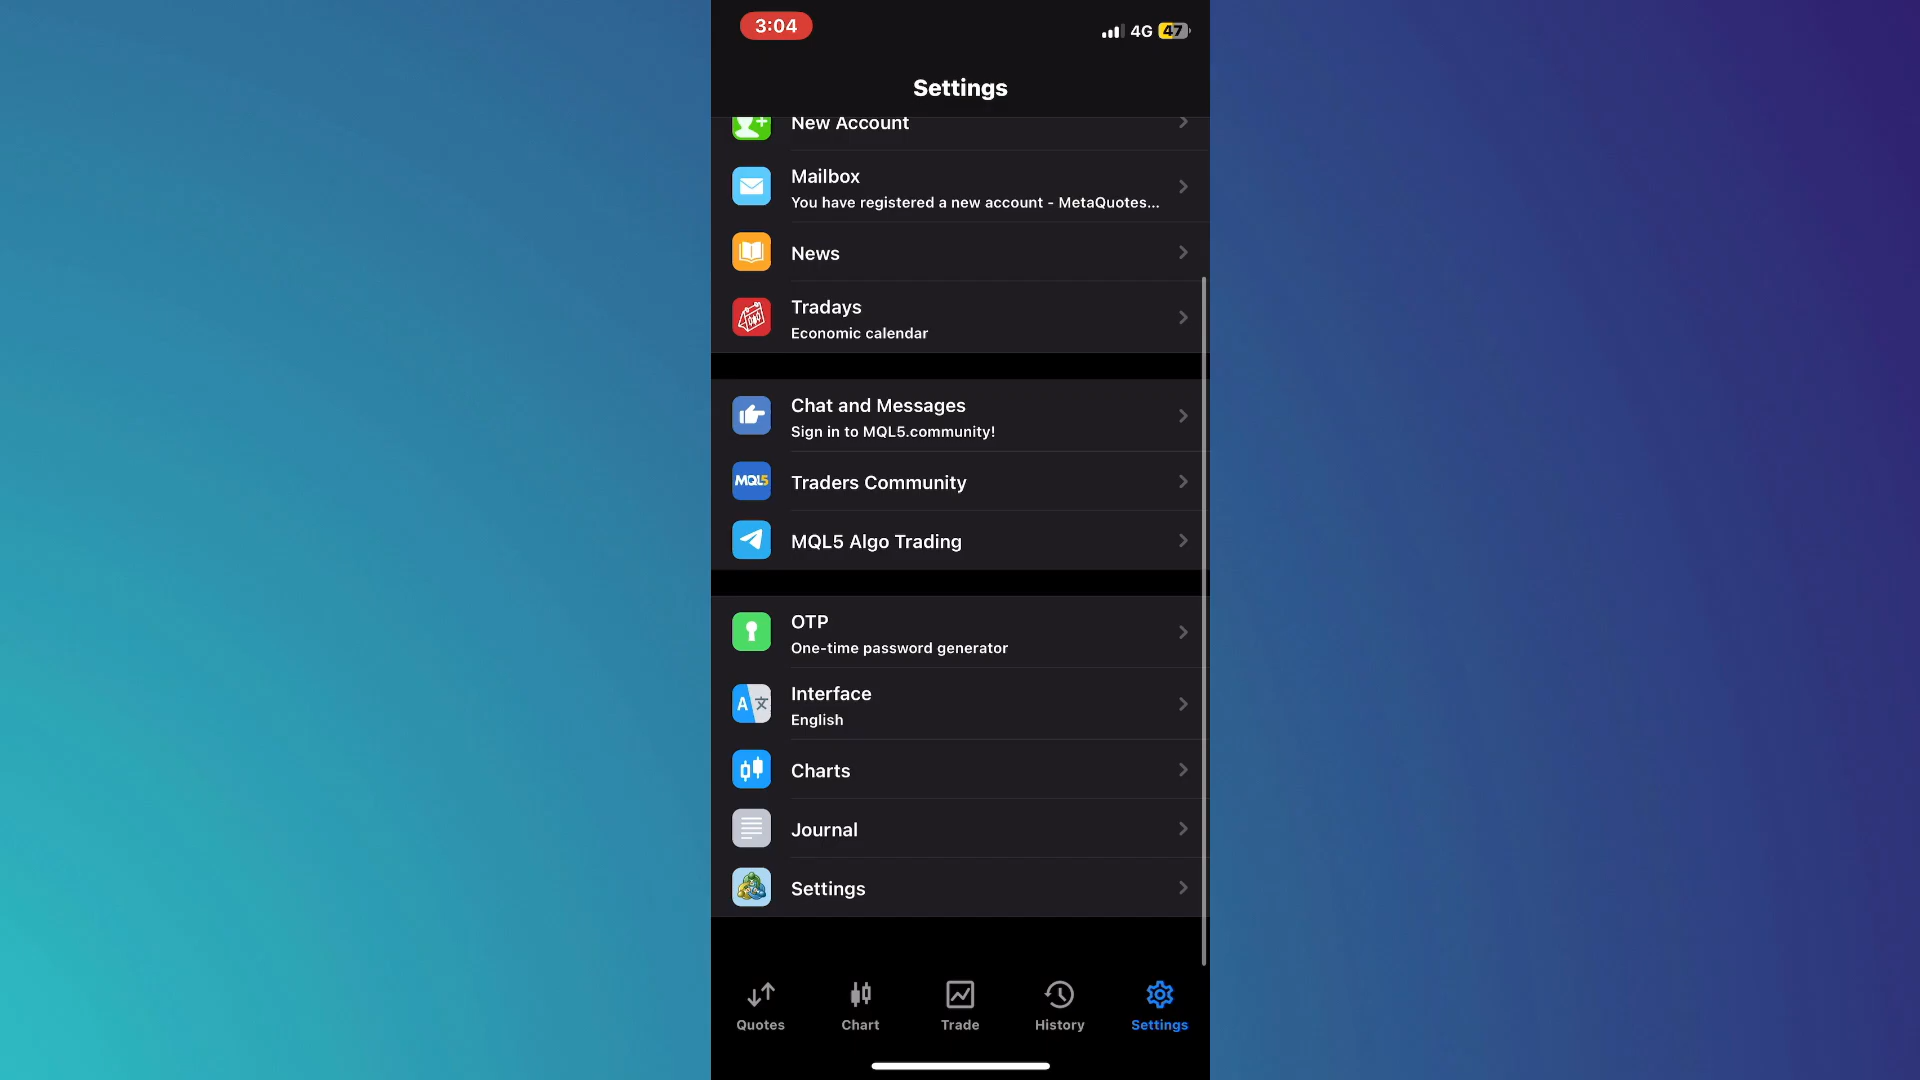 3:04
4G 47
Settings
New Account
Mailbox
You have registered a new account - MetaQuotes...
News
Tradays
Economic calendar
Chat and Messages
Sign in to MQL5.community!
MQL5
Traders Community
MQL5 Algo Trading
OTP
One-time password generator
A 文
Interface
English
Charts
Journal
Settings
Quotes
Chart
Trade
History
Settings